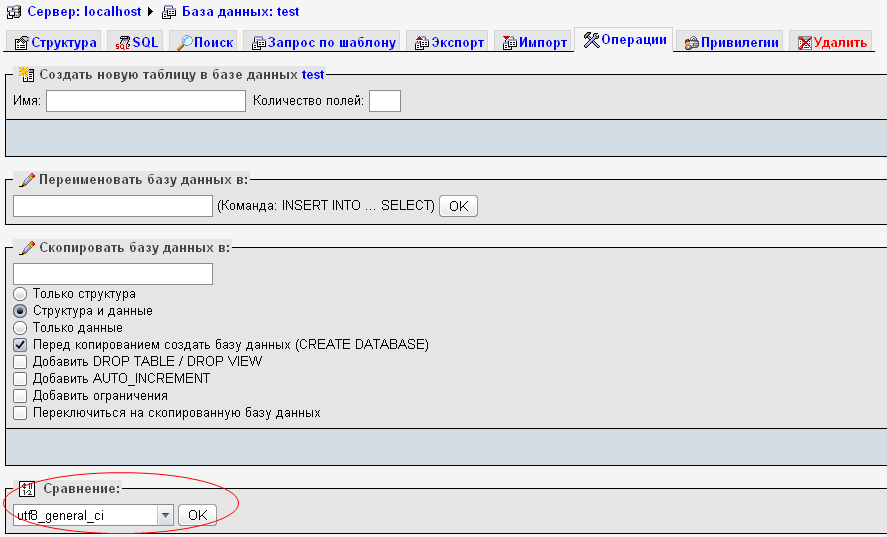 Сервер: localhost База данных: test
Структура SQL Поиск Запрос по шаблону Экспорт Импорт Операции Привилегии Удалить
Создать новую таблицу в базе данных test
Имя: Количество полей:
Переименовать базу данных в:
(Команда: INSERT INTO ... SELECT) OK
Скопировать базу данных в:
Только структура
Структура и данные
Только данные
Перед копированием создать базу данных (CREATE DATABASE)
Добавить DROP TABLE / DROP VIEW
Добавить AUTO_INCREMENT
Добавить ограничения
Переключиться на скопированную базу данных
Сравнение:
utf8_general_ci OK